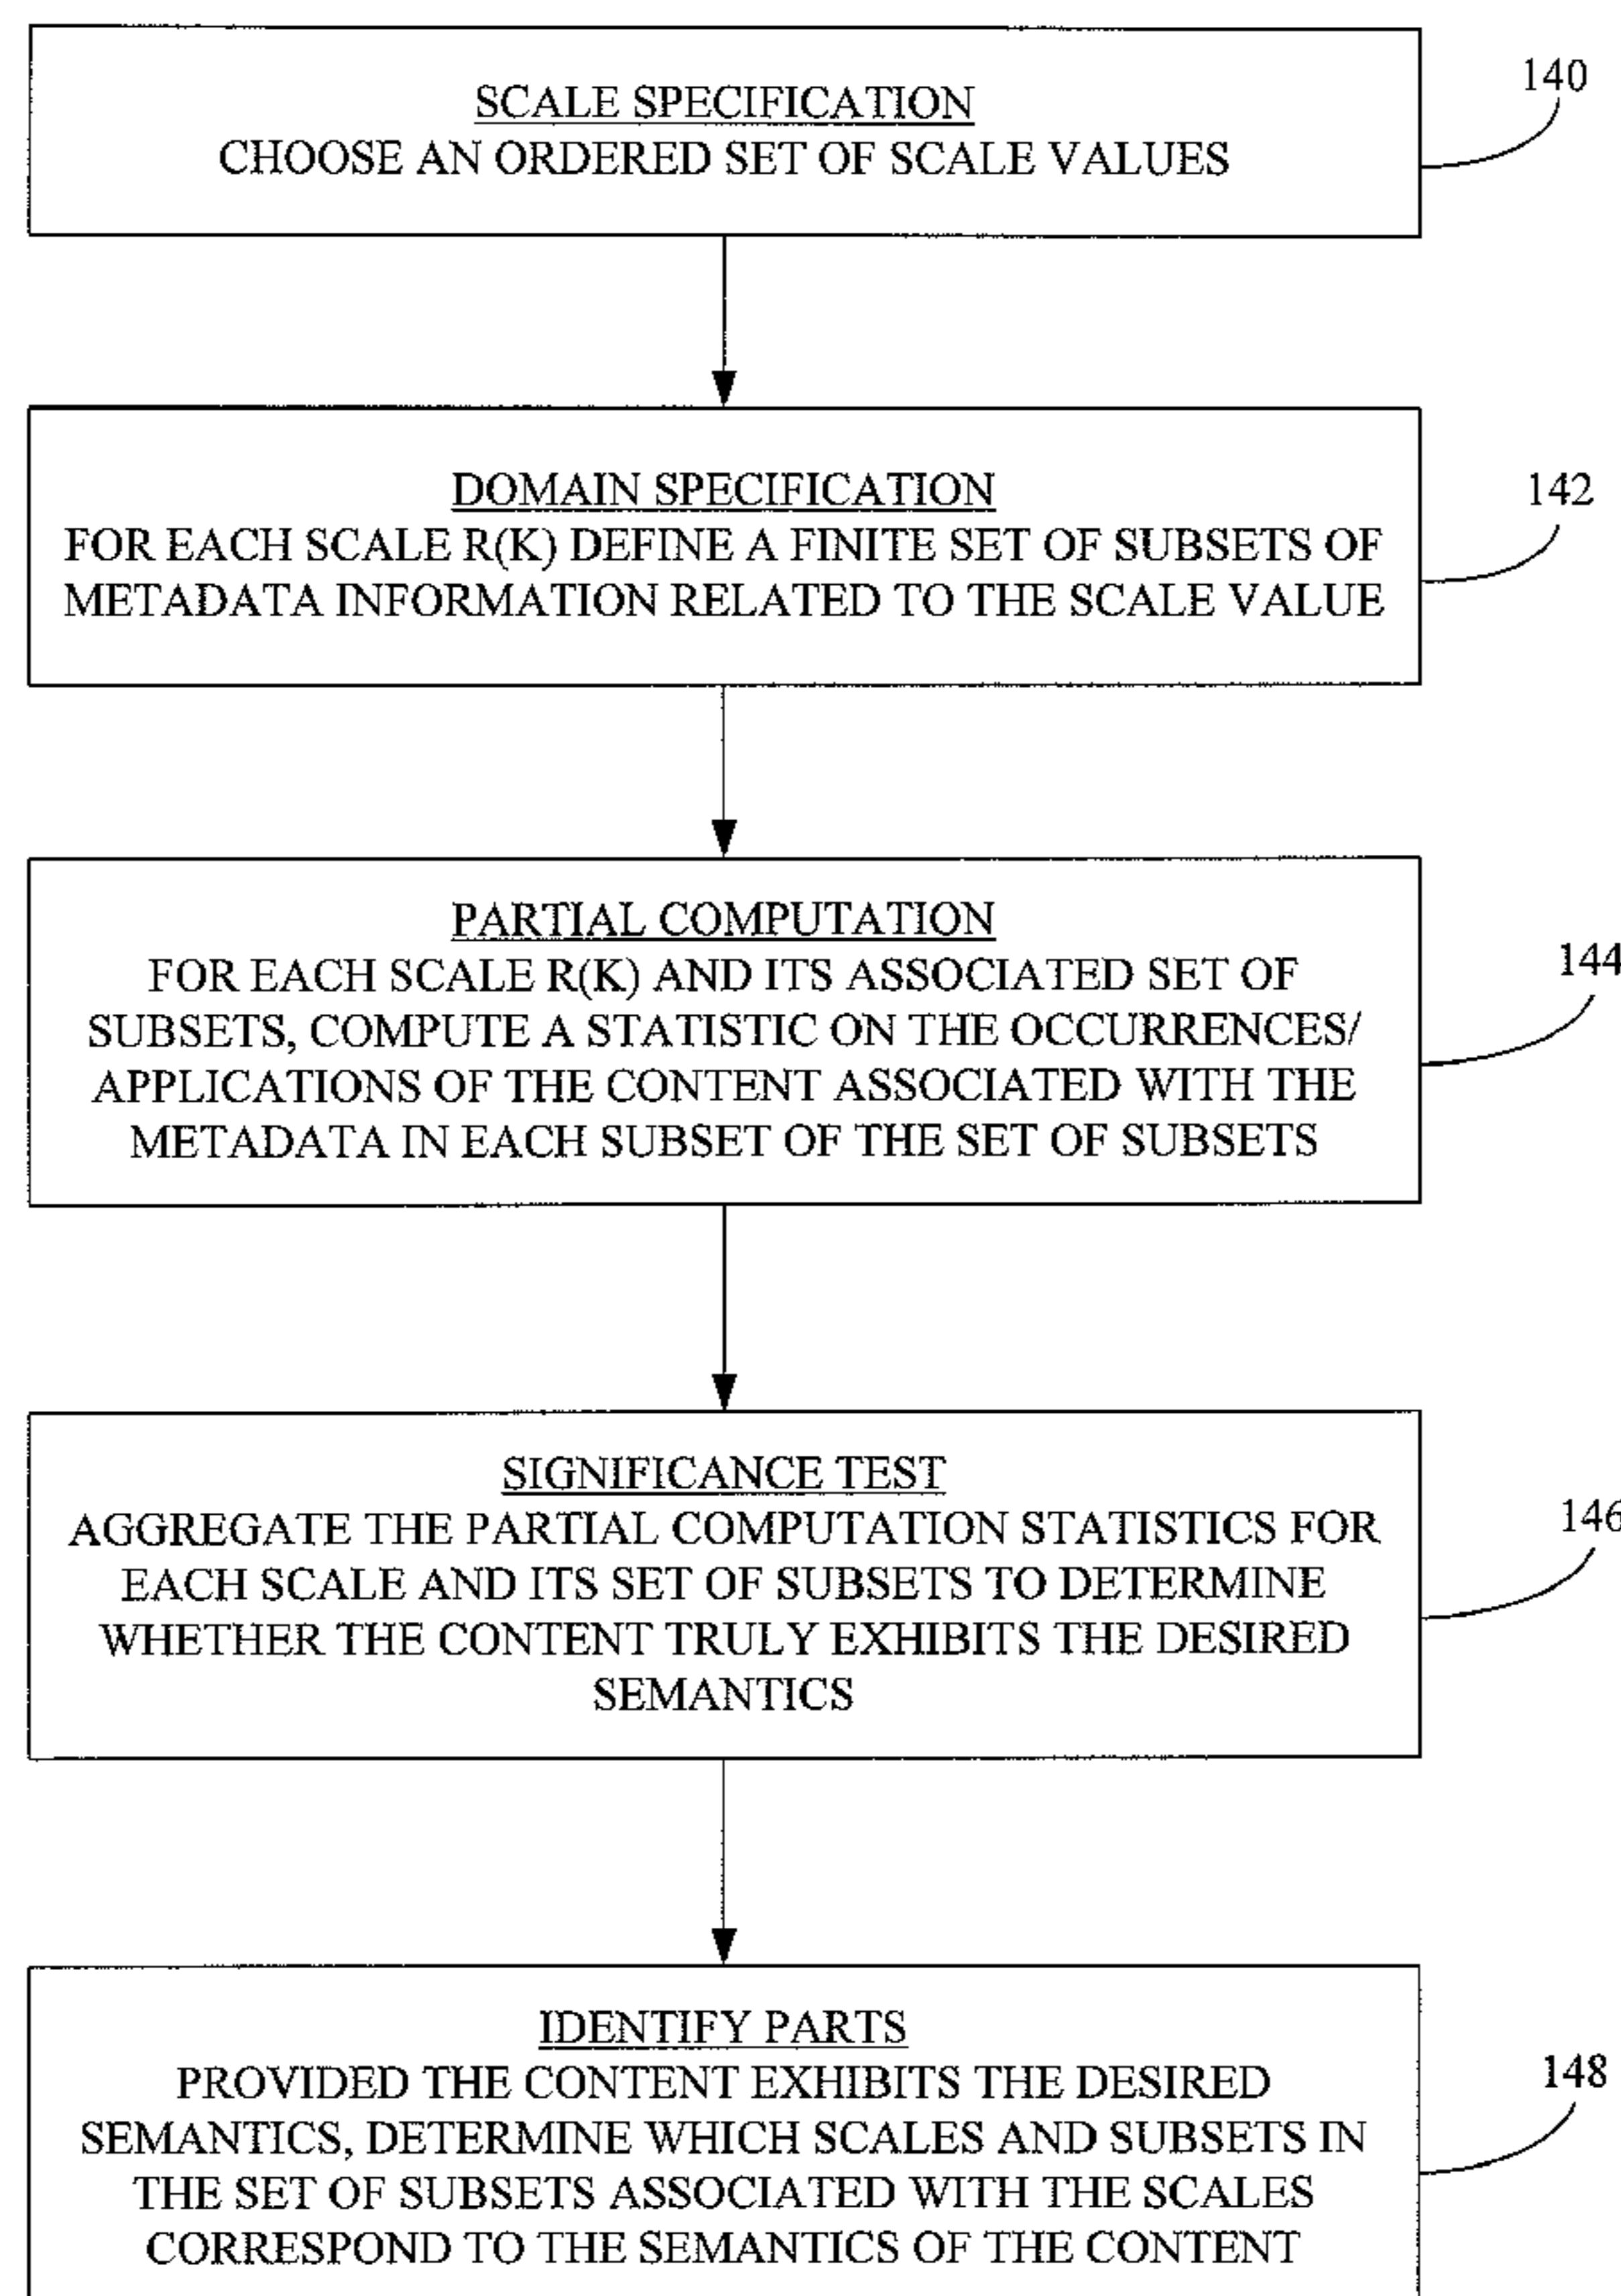 SCALE SPECIFICATION
CHOOSE AN ORDERED SET OF SCALE VALUES
140
DOMAIN SPECIFICATION
FOR EACH SCALE R(K) DEFINE A FINITE SET OF SUBSETS OF
METADATA INFORMATION RELATED TO THE SCALE VALUE
142
PARTIAL COMPUTATION
FOR EACH SCALE R(K) AND ITS ASSOCIATED SET OF
SUBSETS, COMPUTE A STATISTIC ON THE OCCURRENCES/
APPLICATIONS OF THE CONTENT ASSOCIATED WITH THE
METADATA IN EACH SUBSET OF THE SET OF SUBSETS
144
SIGNIFICANCE TEST
AGGREGATE THE PARTIAL COMPUTATION STATISTICS FOR
EACH SCALE AND ITS SET OF SUBSETS TO DETERMINE
WHETHER THE CONTENT TRULY EXHIBITS THE DESIRED
SEMANTICS
146
IDENTIFY PARTS
PROVIDED THE CONTENT EXHIBITS THE DESIRED
SEMANTICS, DETERMINE WHICH SCALES AND SUBSETS IN
THE SET OF SUBSETS ASSOCIATED WITH THE SCALES
CORRESPOND TO THE SEMANTICS OF THE CONTENT
148